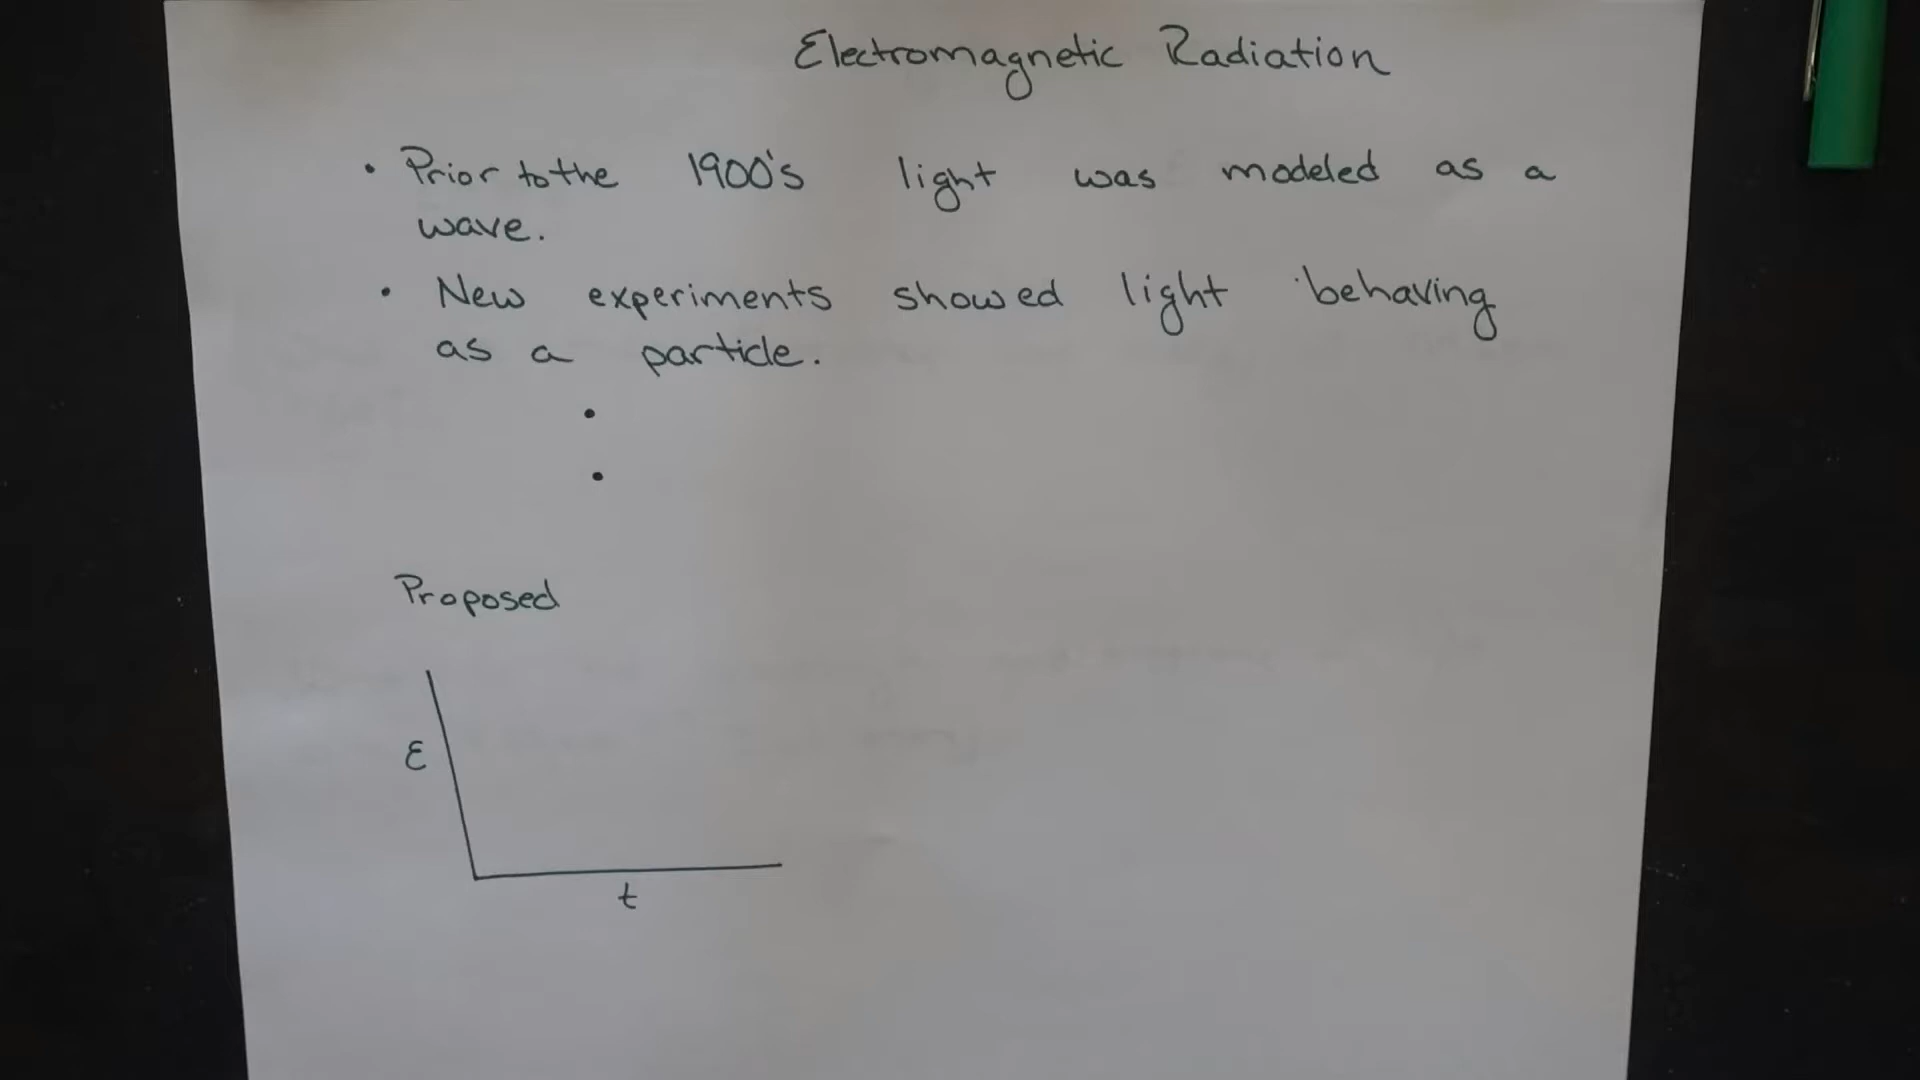 Electromagnetic Radiation
• Prior to the 1900's light was modeled as a
wave.
• New experiments showed light behaving
as a particle.
•
•
Proposed
ε
t